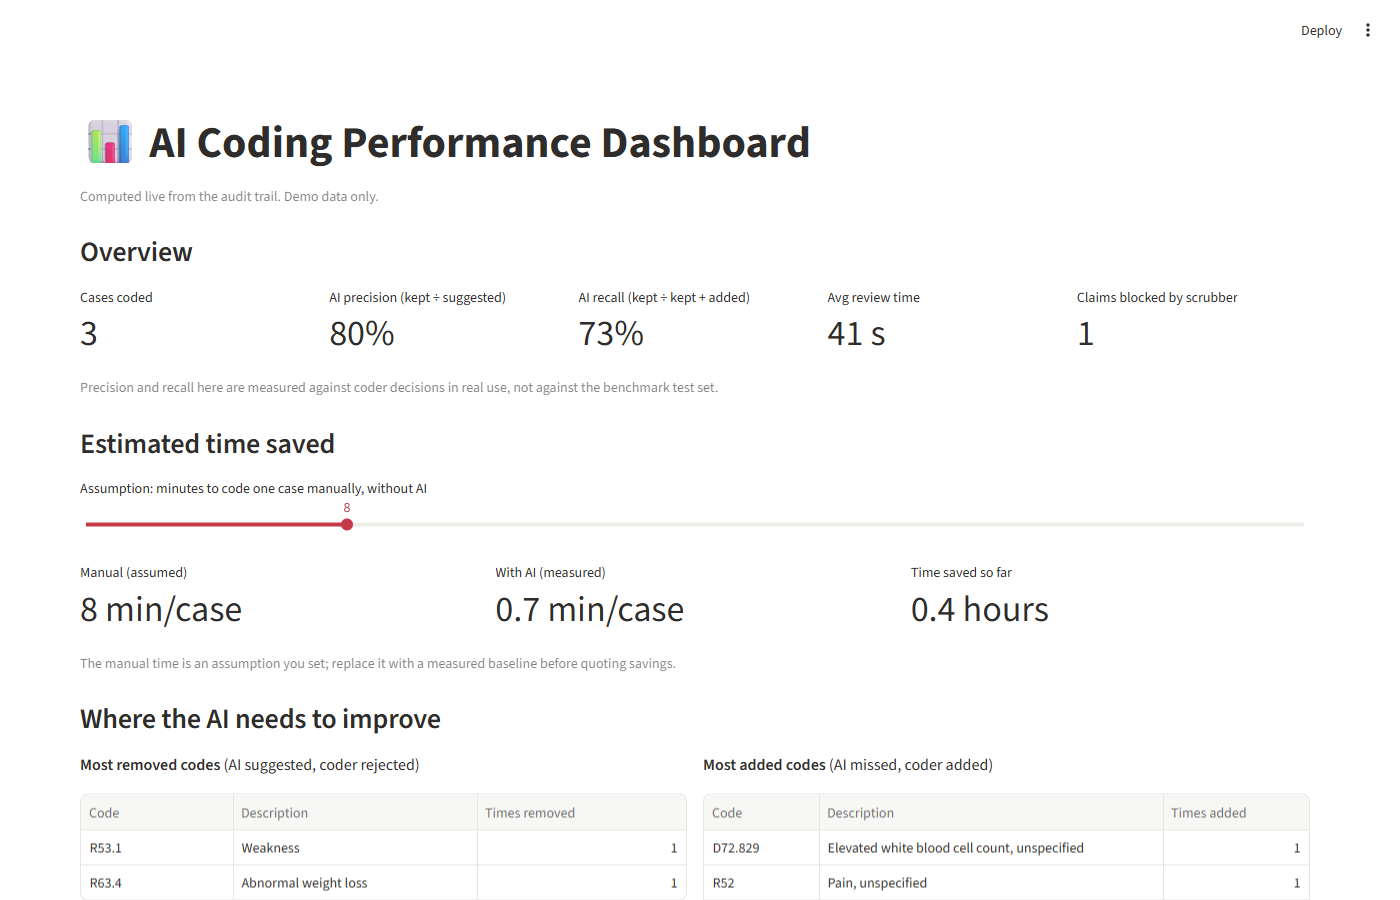 Deploy
AI Coding Performance Dashboard
Computed live from the audit trail. Demo data only.
Overview
Cases coded
3
AI precision (kept ÷ suggested)
80%
AI recall (kept ÷ kept + added)
73%
Avg review time
41 s
Claims blocked by scrubber
1
Precision and recall here are measured against coder decisions in real use, not against the benchmark test set.
Estimated time saved
Assumption: minutes to code one case manually, without AI
8
Manual (assumed)
8 min/case
With AI (measured)
0.7 min/case
Time saved so far
0.4 hours
The manual time is an assumption you set; replace it with a measured baseline before quoting savings.
Where the AI needs to improve
Most removed codes (AI suggested, coder rejected)
Code Description Times removed
R53.1 Weakness 1
R63.4 Abnormal weight loss 1
Most added codes (AI missed, coder added)
Code Description Times added
D72.829 Elevated white blood cell count, unspecified 1
R52 Pain, unspecified 1